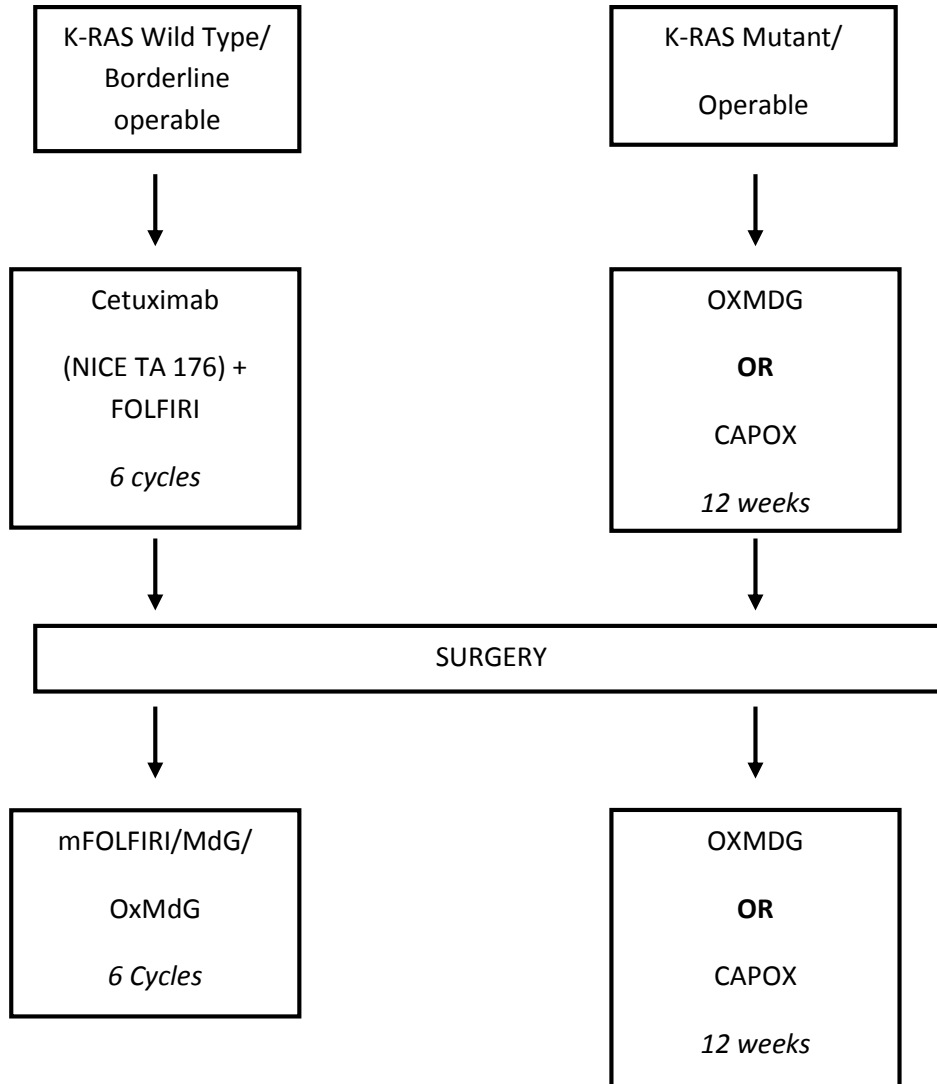 K-RAS Wild Type/
Borderline
operable
K-RAS Mutant/
Operable
Cetuximab
(NICE TA 176) +
FOLFIRI
6 cycles
OXMDG
OR
CAPOX
12 weeks
SURGERY
mFOLFIRI/MdG/
OxMdG
6 Cycles
OXMDG
OR
CAPOX
12 weeks